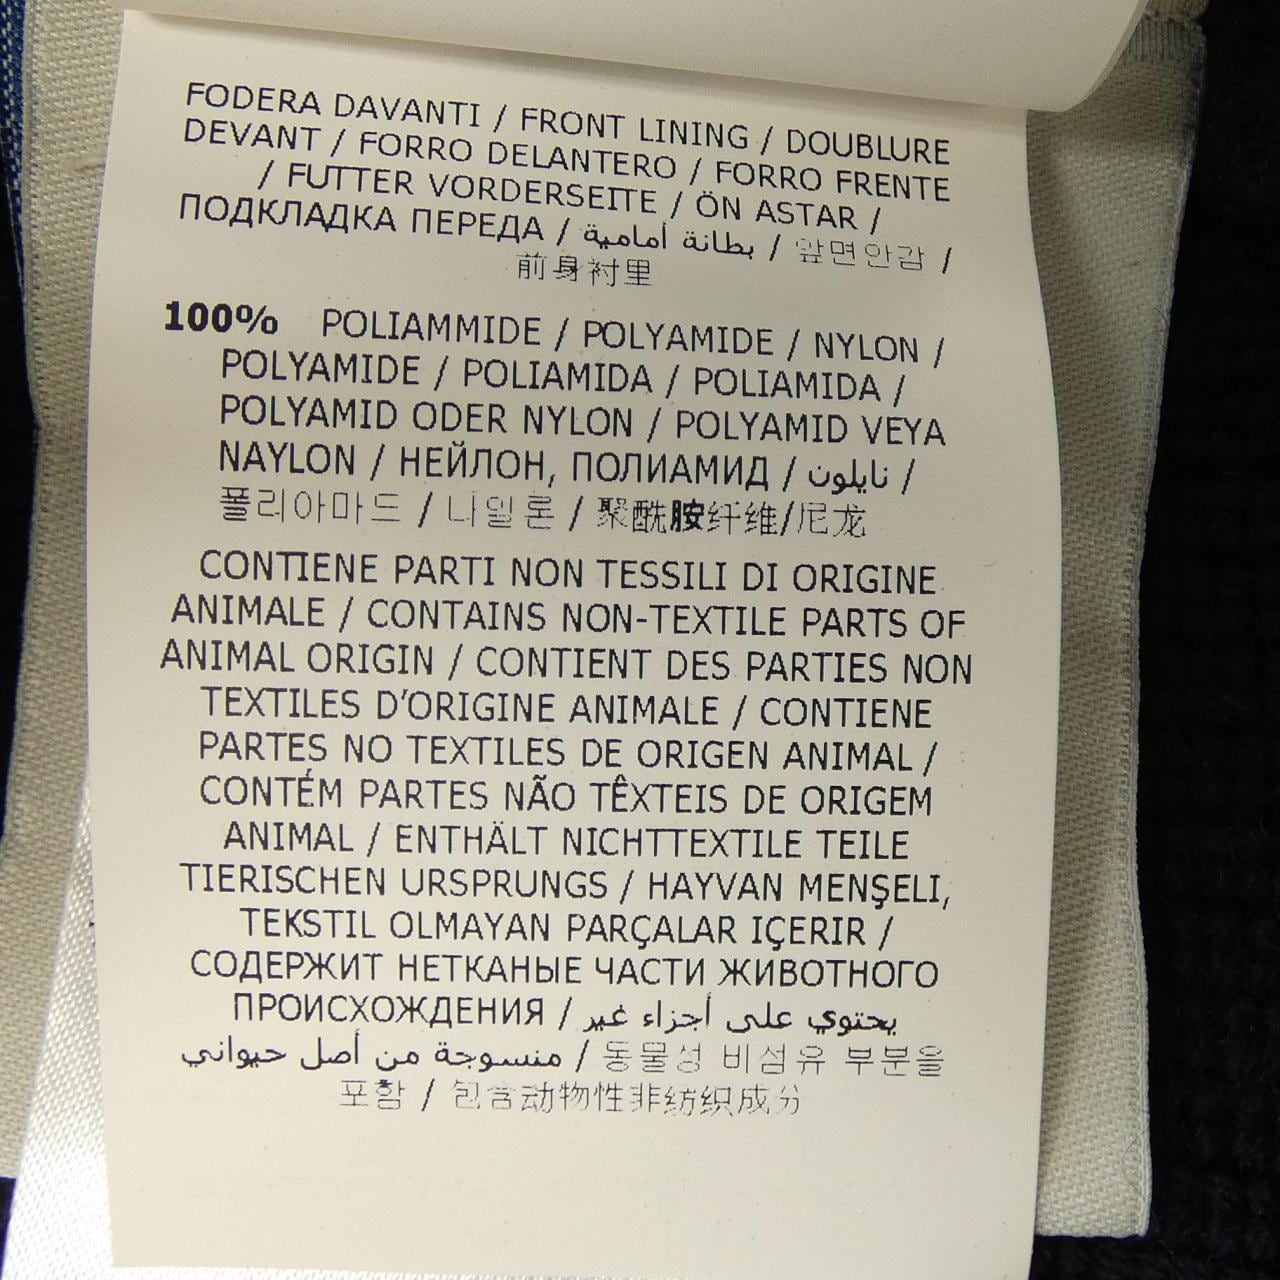 FODERA DAVANTI / FRONT LINING / DOUBLURE
DEVANT / FORRO DELANTERO / FORRO FRENTE
/ FUTTER VORDERSEITE / ÖN ASTAR /
ПОДКЛАДКА ПЕРЕДА / بطانة أمامية / 앞면안감 /
前身衬里
100% POLIAMMIDE / POLYAMIDE / NYLON /
POLYAMIDE / POLIAMIDA / POLIAMIDA /
POLYAMID ODER NYLON / POLYAMID VEYA
NAYLON / НЕЙЛОН, ПОЛИАМИД / نايلون /
폴리아마드 / 나일론 / 聚酰胺纤维/尼龙
CONTIENE PARTI NON TESSILI DI ORIGINE
ANIMALE / CONTAINS NON-TEXTILE PARTS OF
ANIMAL ORIGIN / CONTIENT DES PARTIES NON
TEXTILES D'ORIGINE ANIMALE / CONTIENE
PARTES NO TEXTILES DE ORIGEN ANIMAL /
CONTÉM PARTES NÃO TÊXTEIS DE ORIGEM
ANIMAL / ENTHÄLT NICHTTEXTILE TEILE
TIERISCHEN URSPRUNGS / HAYVAN MENŞELI,
TEKSTIL OLMAYAN PARÇALAR IÇERIR /
СОДЕРЖИТ НЕТКАНЫЕ ЧАСТИ ЖИВОТНОГО
ПРОИСХОЖДЕНИЯ / يحتوي على أجزاء غير
منسوجة من أصل حيواني / 동물성 비섬유 부분을
포함 / 包含动物性非纺织成分